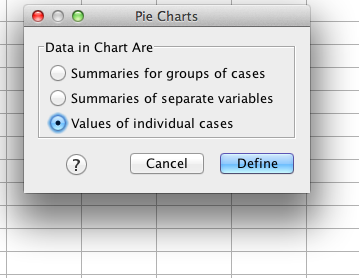 Pie Charts
Data in Chart Are
Summaries for groups of cases
Summaries of separate variables
Values of individual cases
? Cancel Define